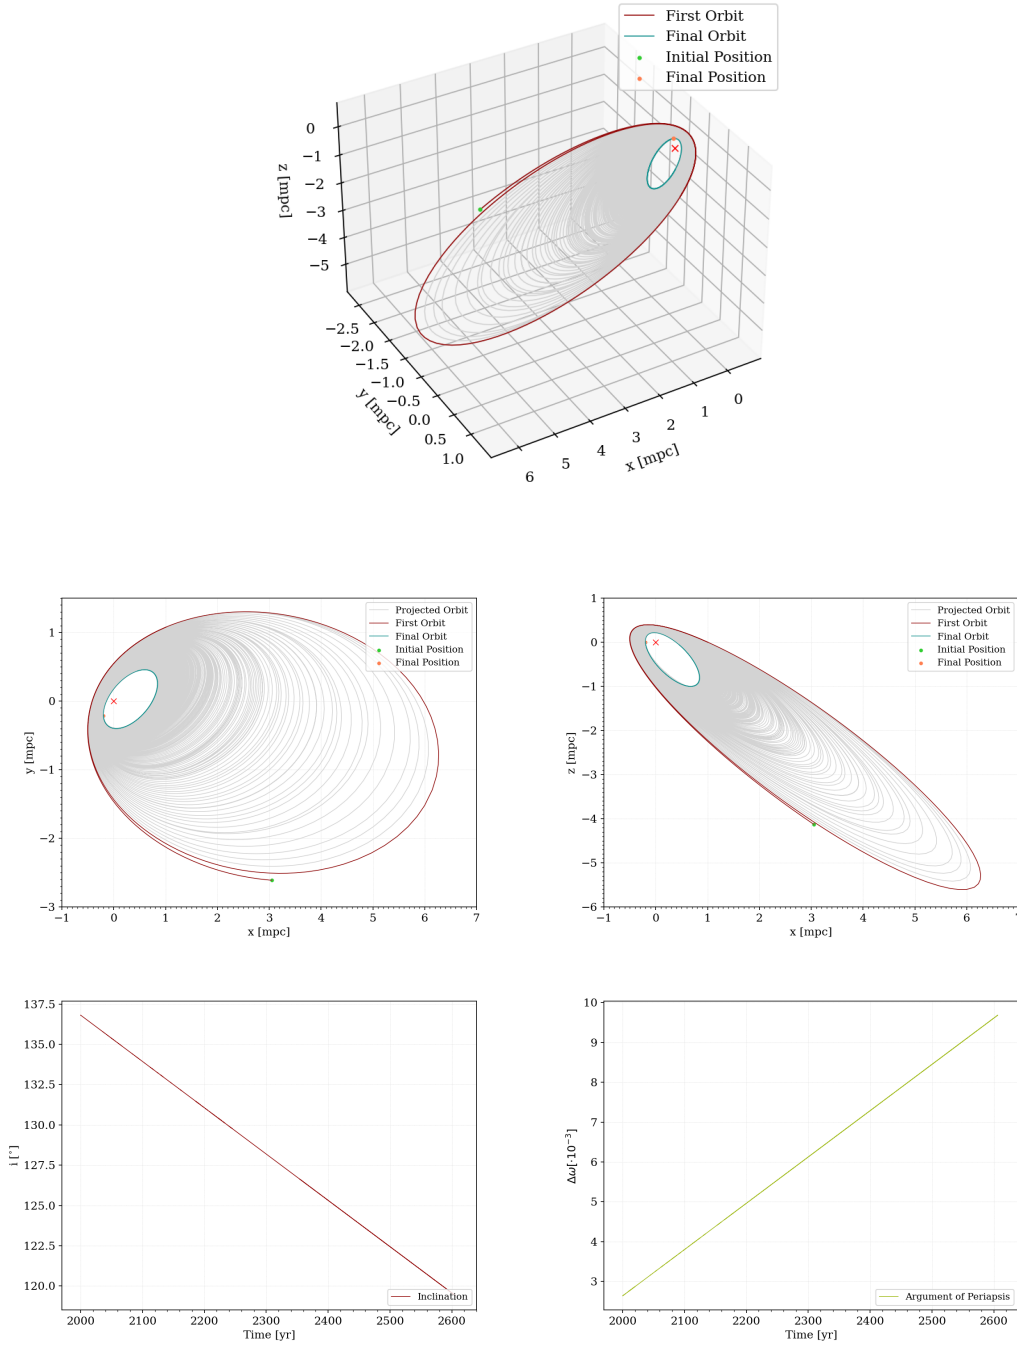 First Orbit
Final Orbit
Initial Position
Final Position
0
−1
−2
−3
−4
−5
z [mpc]
−2.5
−2.0
−1.5
−1.0
−0.5
0.0
0.5
1.0
y [mpc]
6
5
4
3
2
1
0
x [mpc]
Projected Orbit
First Orbit
Final Orbit
Initial Position
Final Position
1
0
−1
−2
−3
y [mpc]
−1 0 1 2 3 4 5 6 7
x [mpc]
Projected Orbit
First Orbit
Final Orbit
Initial Position
Final Position
1
0
−1
−2
−3
−4
−5
−6
z [mpc]
−1 0 1 2 3 4 5 6
x [mpc]
137.5
135.0
132.5
130.0
127.5
125.0
122.5
120.0
i [°]
Inclination
2000 2100 2200 2300 2400 2500 2600
Time [yr]
10
9
8
7
6
5
4
3
Δω[·10⁻³]
Argument of Periapsis
2000 2100 2200 2300 2400 2500 2600
Time [yr]